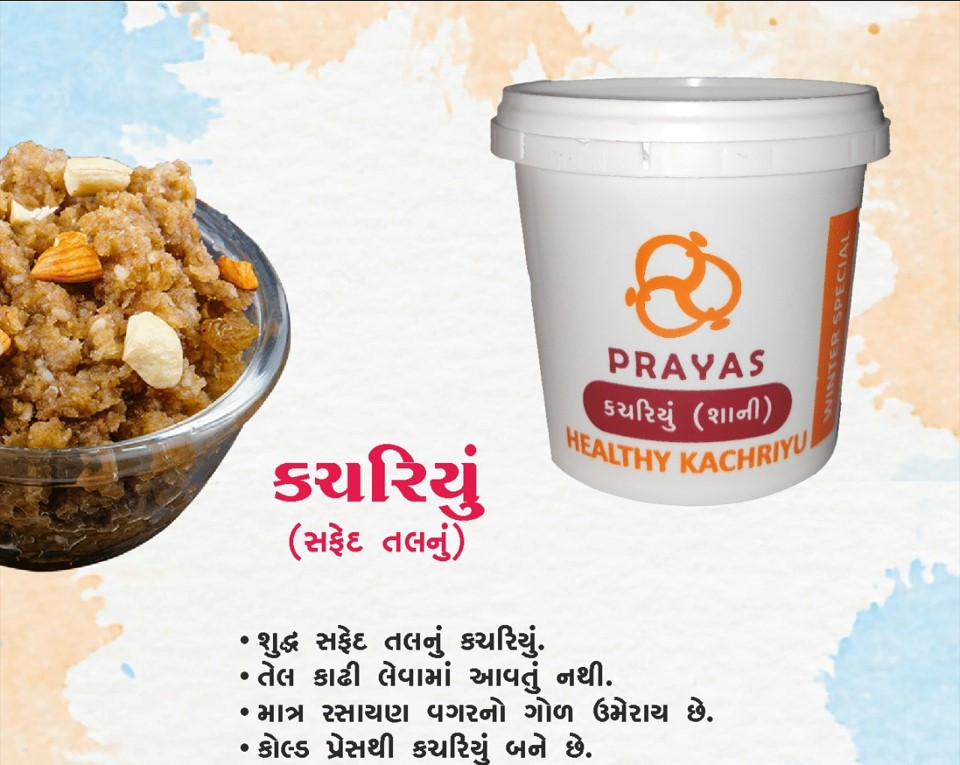 PRAYAS
કચરિયું (શાની)
HEALTHY KACHRIYU
WINTER SPECIAL
કચરિયું
(સફેદ તલનું)
• શુદ્ધ સફેદ તલનું કચરિયું.
• તેલ કાઢી લેવામાં આવતું નથી.
• માત્ર રસાયણ વગરનો ગોળ ઉમેરાય છે.
• કોલ્ડ પ્રેસથી કચરિયું બને છે.